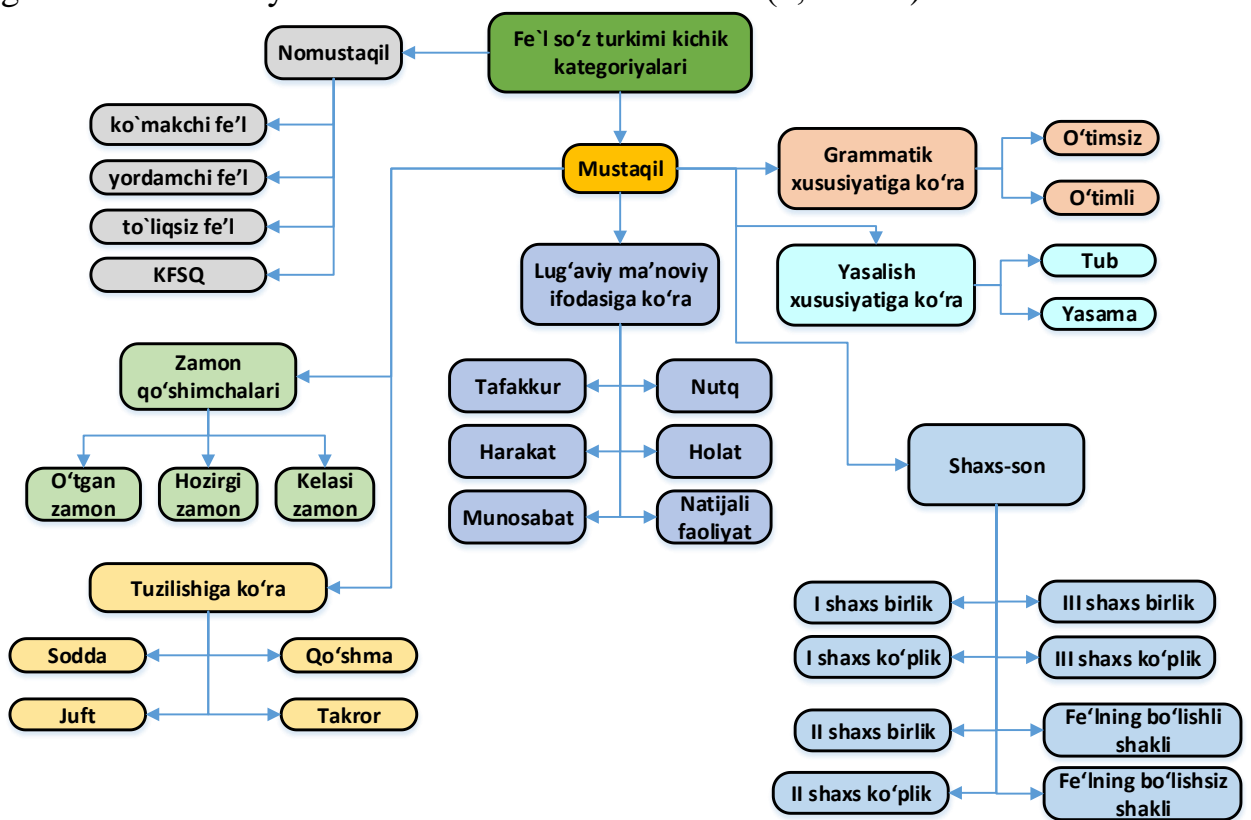 Fe`l so‘z turkimi kichik
kategoriyalari
Nomustaqil
ko`makchi fe’l
yordamchi fe’l
to`liqsiz fe’l
KFSQ
Mustaqil
Grammatik
xususiyatiga ko‘ra
O‘timsiz
O‘timli
Yasalish
xususiyatiga ko‘ra
Tub
Yasama
Lug‘aviy ma’noviy
ifodasiga ko‘ra
Tafakkur
Nutq
Harakat
Holat
Munosabat
Natijali
faoliyat
Zamon
qo‘shimchalari
O‘tgan
zamon
Hozirgi
zamon
Kelasi
zamon
Tuzilishiga ko‘ra
Sodda
Qo‘shma
Juft
Takror
Shaxs-son
I shaxs birlik
III shaxs birlik
I shaxs ko‘plik
III shaxs ko‘plik
II shaxs birlik
Fe‘lning bo‘lishli
shakli
II shaxs ko‘plik
Fe‘lning bo‘lishsiz
shakli